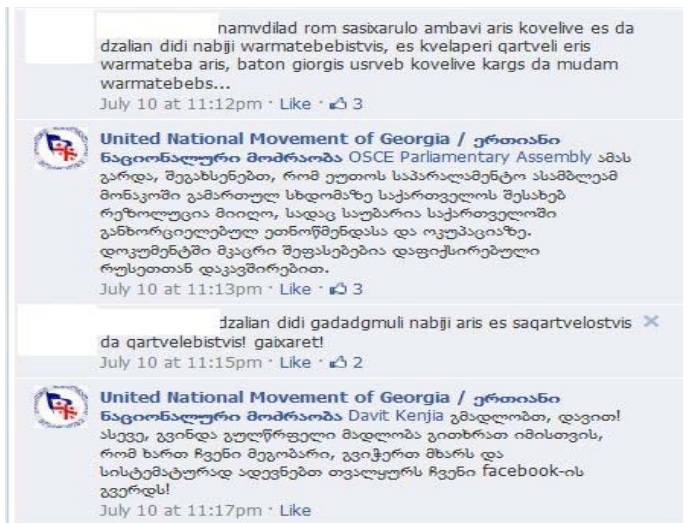 namvdilad rom sasixarulo ambavi aris kovelive es da
dzalian didi nabiji warmatebebistvis, es kvelaperi qartveli eris
warmateba aris, baton giorgis usrveb kovelive kargs da mudam
warmatebebs...
July 10 at 11:12pm · Like · 3
United National Movement of Georgia / ერთიანი
ნაციონალური მოძრაობა OSCE Parliamentary Assembly ამას
გარდა, შეგახსენებთ, რომ ეუთოს საპარალამენტო ასამბლეამ
მონაკოში გამართულ სხდომაზე საქართველოს შესახებ
რეზოლუცია მიიღო, სადაც საუბარია საქართველოში
განხორციელებულ ეთნოწმენდასა და ოკუპაციაზე.
დოკუმენტში მკაცრი შეფასებებია დაფიქსირებული
რუსეთთან დაკავშირებით.
July 10 at 11:13pm · Like · 3
dzalian didi gadadgmuli nabiji aris es saqartvelostvis
da qartvelebistvis! gaixaret!
July 10 at 11:15pm · Like · 2
United National Movement of Georgia / ერთიანი
ნაციონალური მოძრაობა Davit Kenjia გმადლობთ, დავით!
ასევე, გვინდა გულწრფელი მადლობა გითხრათ იმისთვის,
რომ ხართ ჩვენი მეგობარი, გვიჭერთ მხარს და
სისტემატურად ადევნებთ თვალყურს ჩვენი facebook-ის
გვერდს!
July 10 at 11:17pm · Like